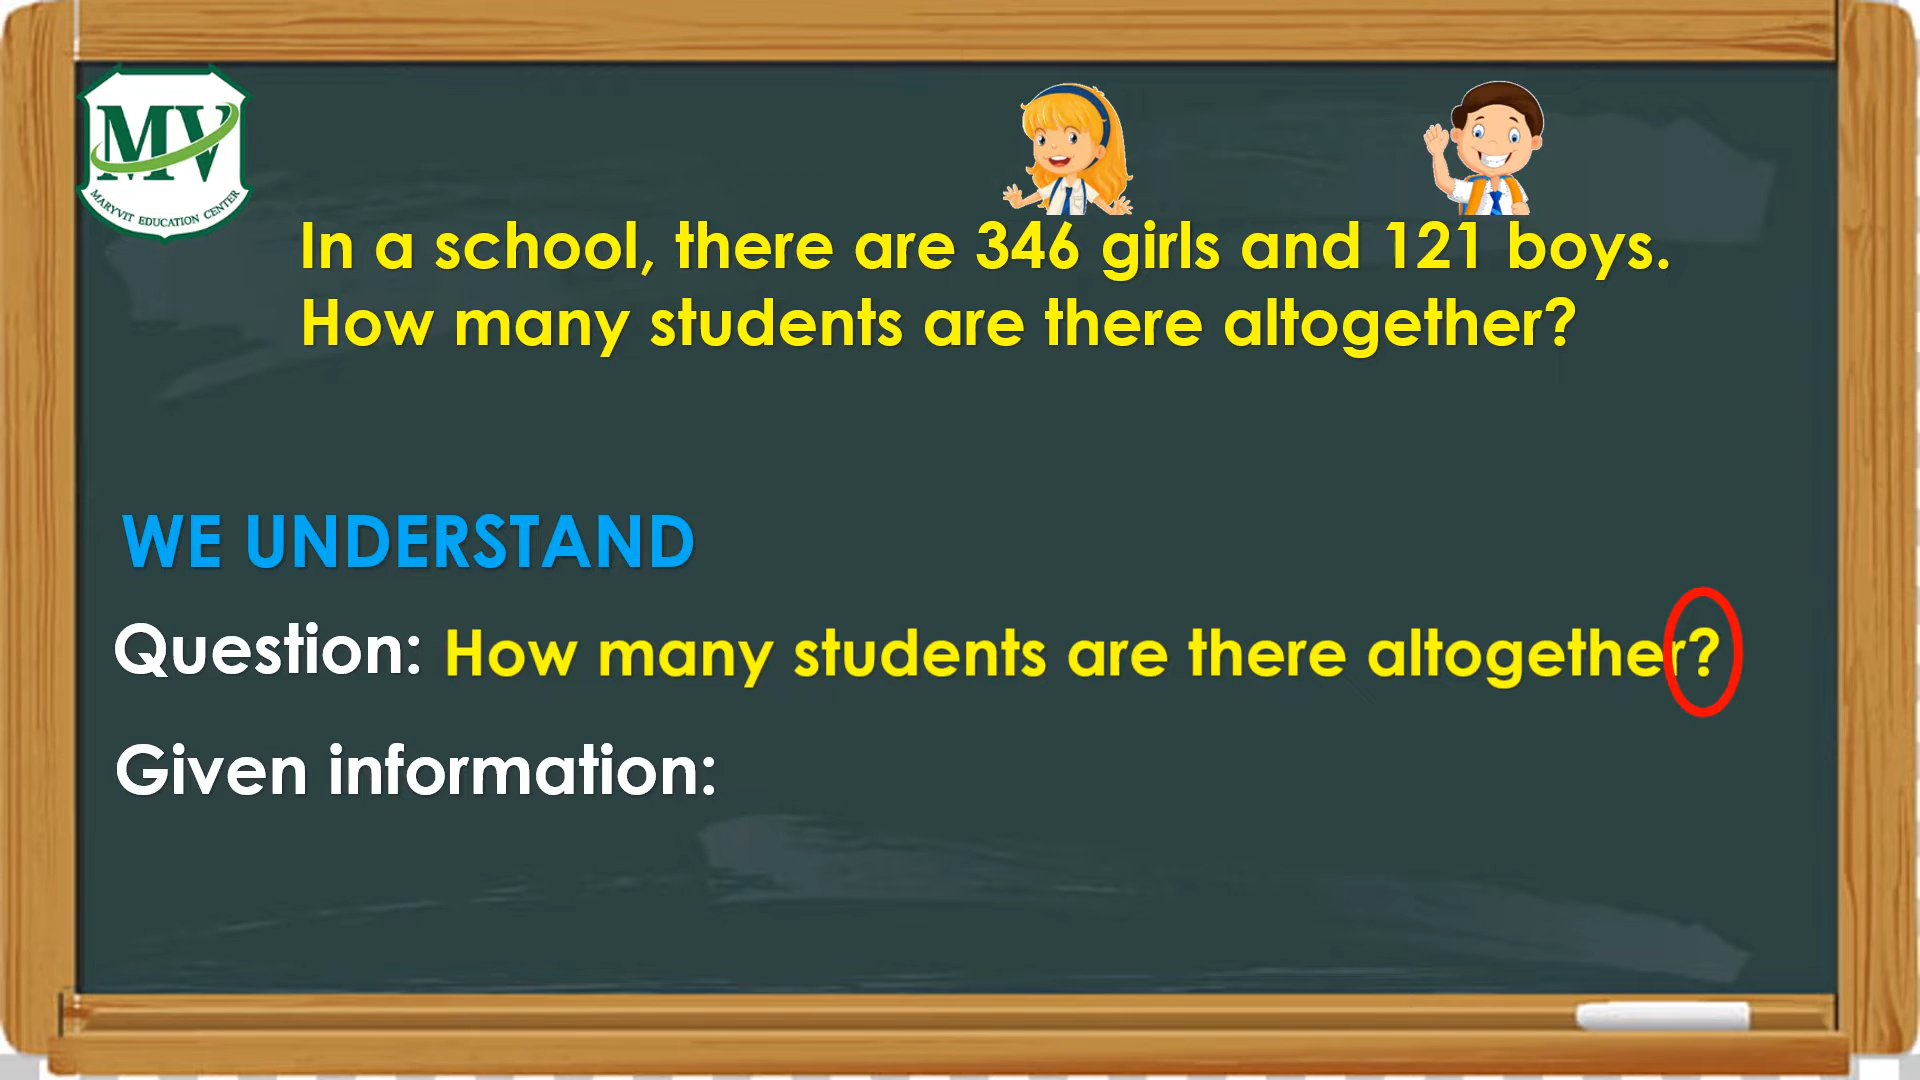 MV
MARYVIT EDUCATION CENTER
In a school, there are 346 girls and 121 boys.
How many students are there altogether?
WE UNDERSTAND
Question: How many students are there altogether?
Given information: